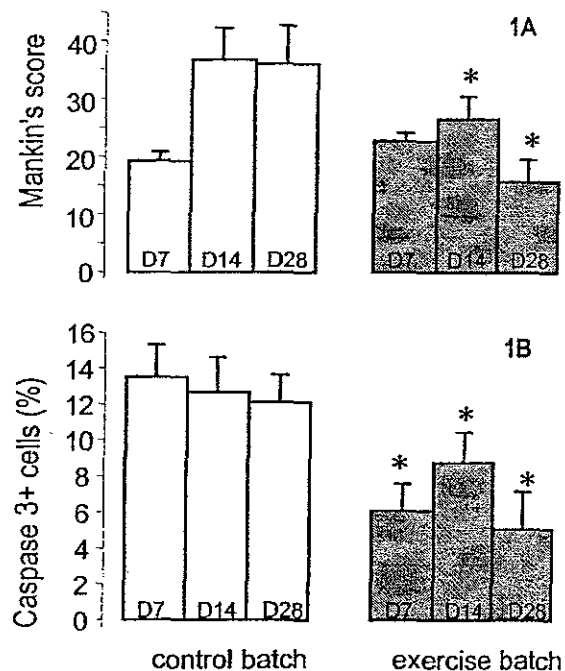 1A
Mankin's score
40
30
20
10
0
D7 D14 D28
* *
D7 D14 D28
1B
Caspase 3+ cells (%)
16
14
12
10
8
6
4
2
0
D7 D14 D28
* * *
D7 D14 D28
control batch exercise batch